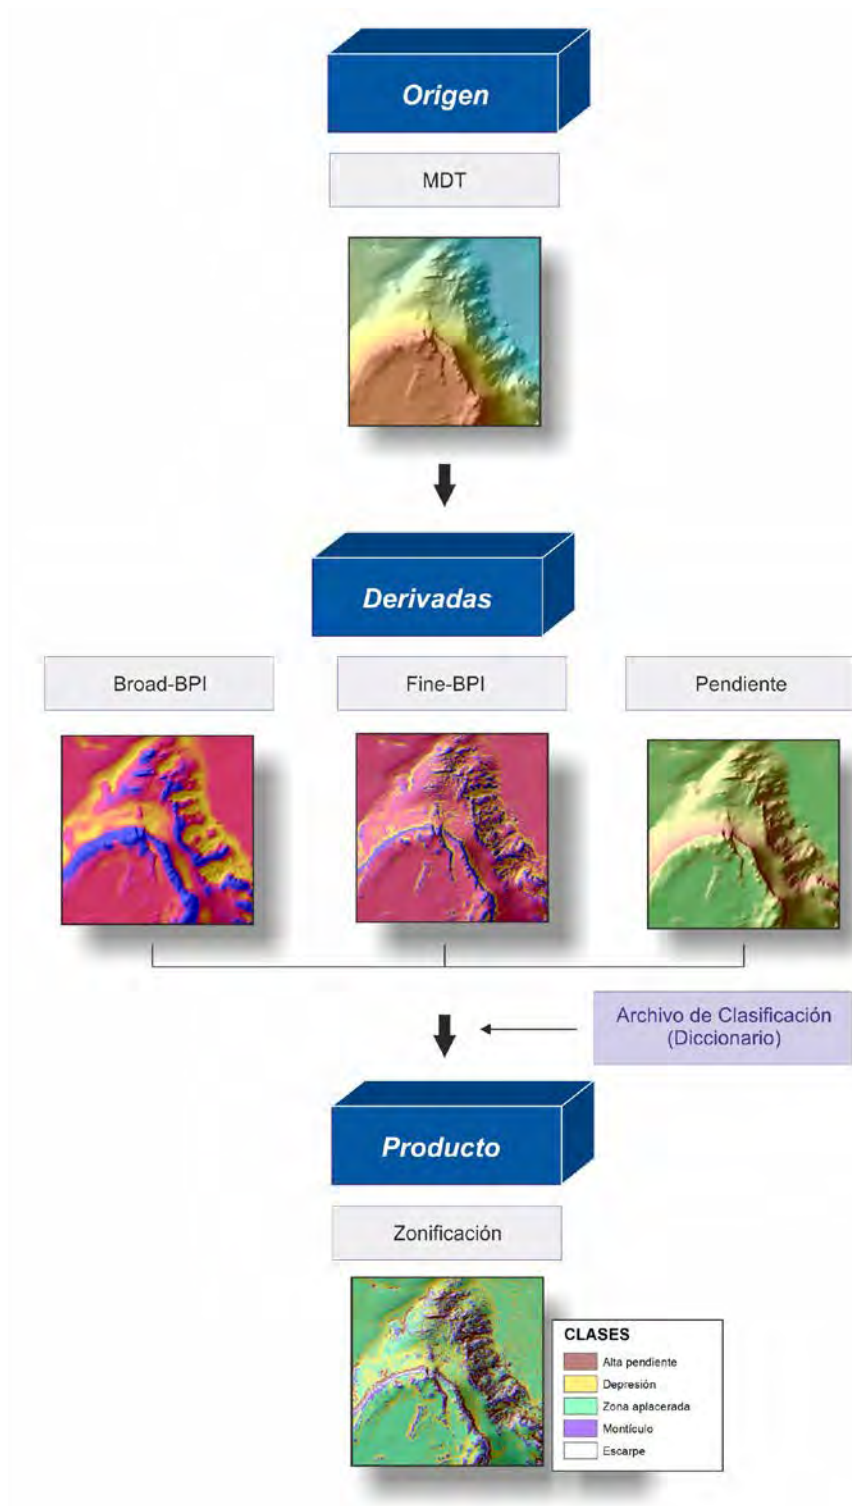 Origen
MDT
Derivadas
Broad-BPI
Fine-BPI
Pendiente
Archivo de Clasificación
(Diccionario)
Producto
Zonificación
CLASES
Alta pendiente
Depresión
Zona aplacerada
Montículo
Escarpe